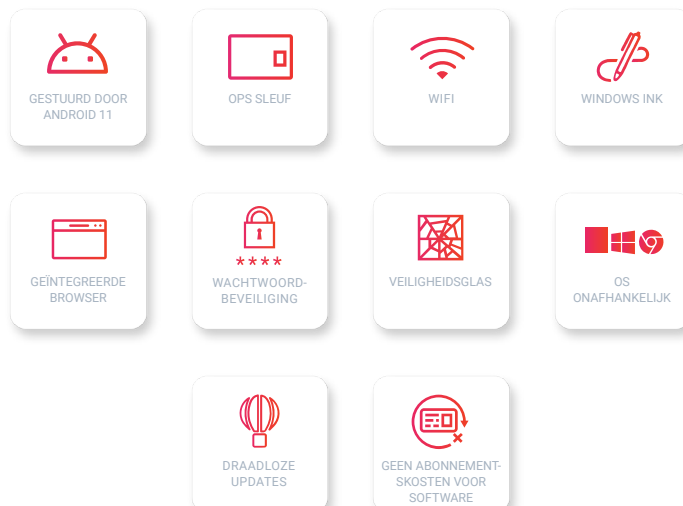 GESTUURD DOOR
ANDROID 11
OPS SLEUF
WIFI
WINDOWS INK
GEÏNTEGREERDE
BROWSER
****
WACHTWOORD-
BEVEILIGING
VEILIGHEIDSGLAS
OS
ONAFHANKELIJK
DRAADLOZE
UPDATES
GEEN ABONNEMENT-
SKOSTEN VOOR
SOFTWARE